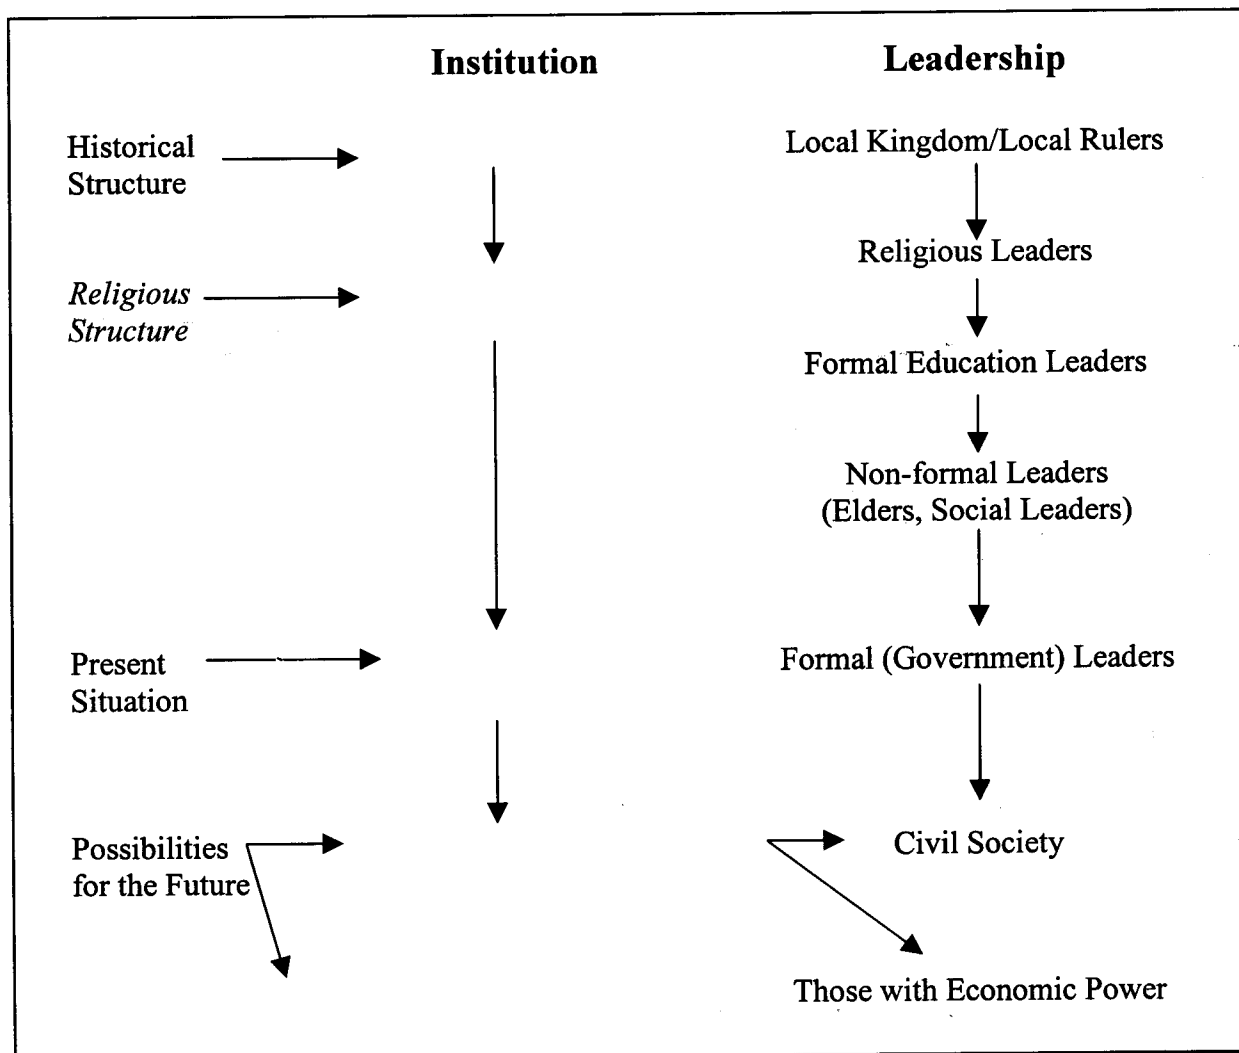 Institution
Leadership
Historical
Structure
Local Kingdom/Local Rulers
Religious Leaders
Religious
Structure
Formal Education Leaders
Non-formal Leaders
(Elders, Social Leaders)
Present
Situation
Formal (Government) Leaders
Possibilities
for the Future
Civil Society
Those with Economic Power